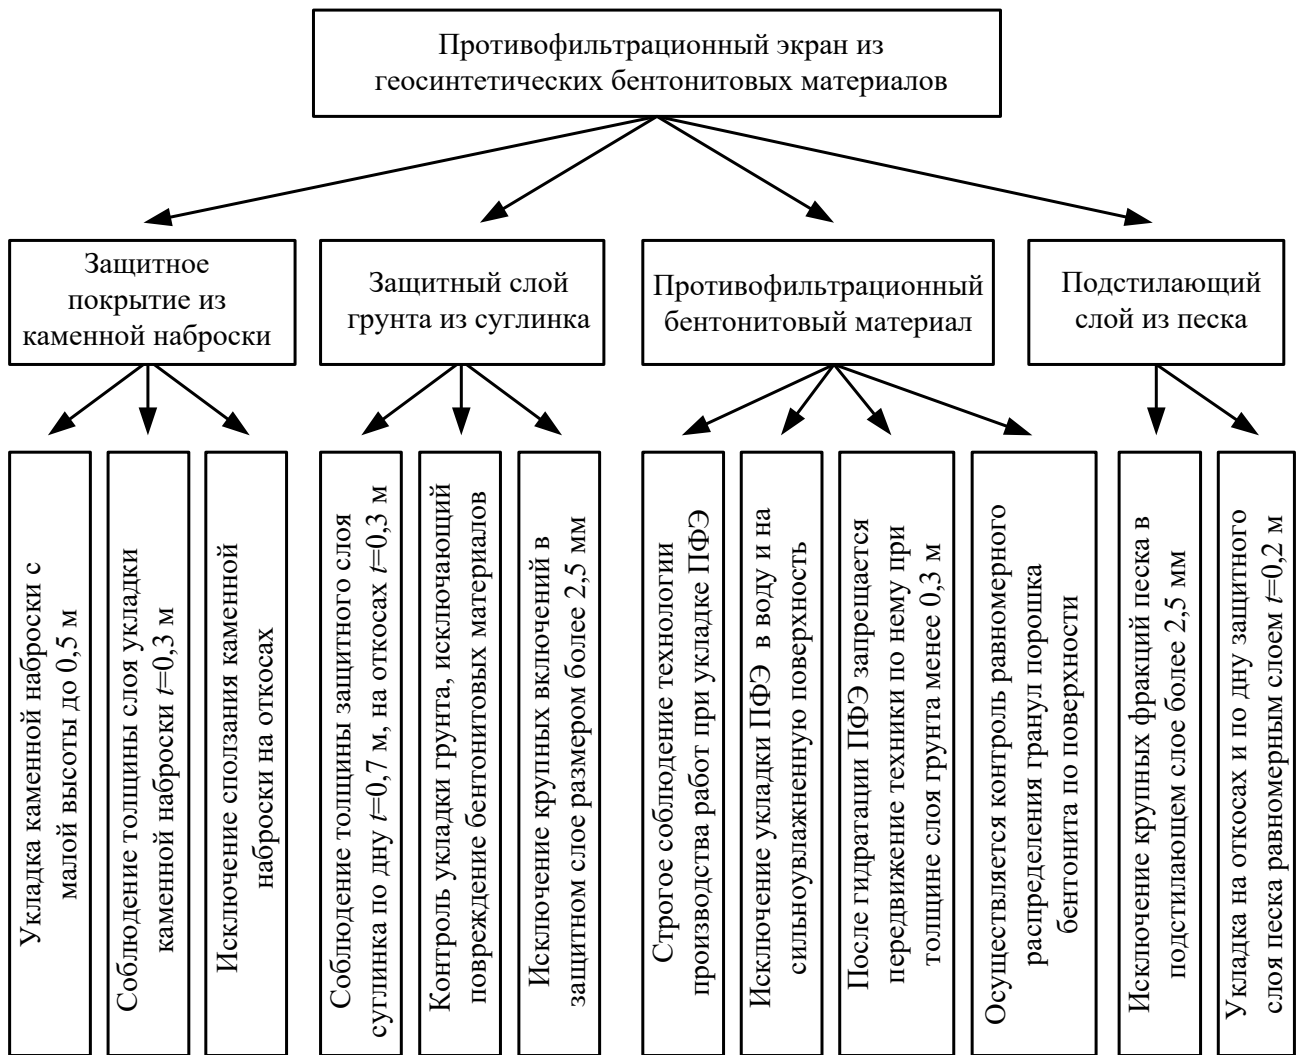 Противофильтрационный экран из
геосинтетических бентонитовых материалов
Защитное
покрытие из
каменной наброски
Защитный слой
грунта из суглинка
Противофильтрационный
бентонитовый материал
Подстилающий
слой из песка
Укладка каменной наброски с
малой высоты до 0,5 м
Соблюдение толщины слоя укладки
каменной наброски t=0,3 м
Исключение сползания каменной
наброски на откосах
Соблюдение толщины защитного слоя
суглинка по дну t=0,7 м, на откосах t=0,3 м
Контроль укладки грунта, исключающий
повреждение бентонитовых материалов
Исключение крупных включений в
защитном слое размером более 2,5 мм
Строгое соблюдение технологии
производства работ при укладке ПФЭ
Исключение укладки ПФЭ в воду и на
сильноувлажненную поверхность
После гидратации ПФЭ запрещается
передвижение техники по нему при
толщине слоя грунта менее 0,3 м
Осуществляется контроль равномерного
распределения гранул порошка
бентонита по поверхности
Исключение крупных фракций песка в
подстилающем слое более 2,5 мм
Укладка на откосах и по дну защитного
слоя песка равномерным слоем t=0,2 м